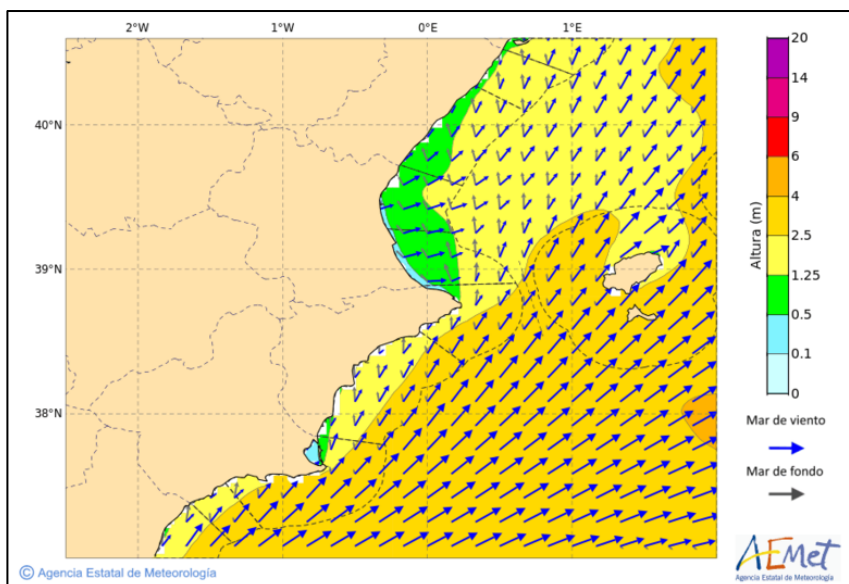 2°W 1°W 0°E 1°E
40°N
39°N
38°N
Altura (m)
20
14
9
6
4
2.5
1.25
0.5
0.1
0
Mar de viento
Mar de fondo
© Agencia Estatal de Meteorología
AEMet
Agencia Estatal de Meteorología